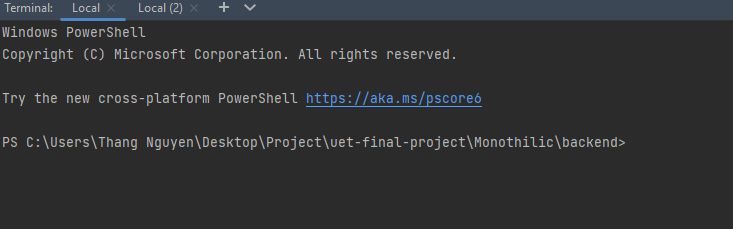 Terminal: Local Local (2)
Windows PowerShell
Copyright (C) Microsoft Corporation. All rights reserved.
Try the new cross-platform PowerShell https://aka.ms/pscore6
PS C:\Users\Thang Nguyen\Desktop\Project\uet-final-project\Monothilic\backend>